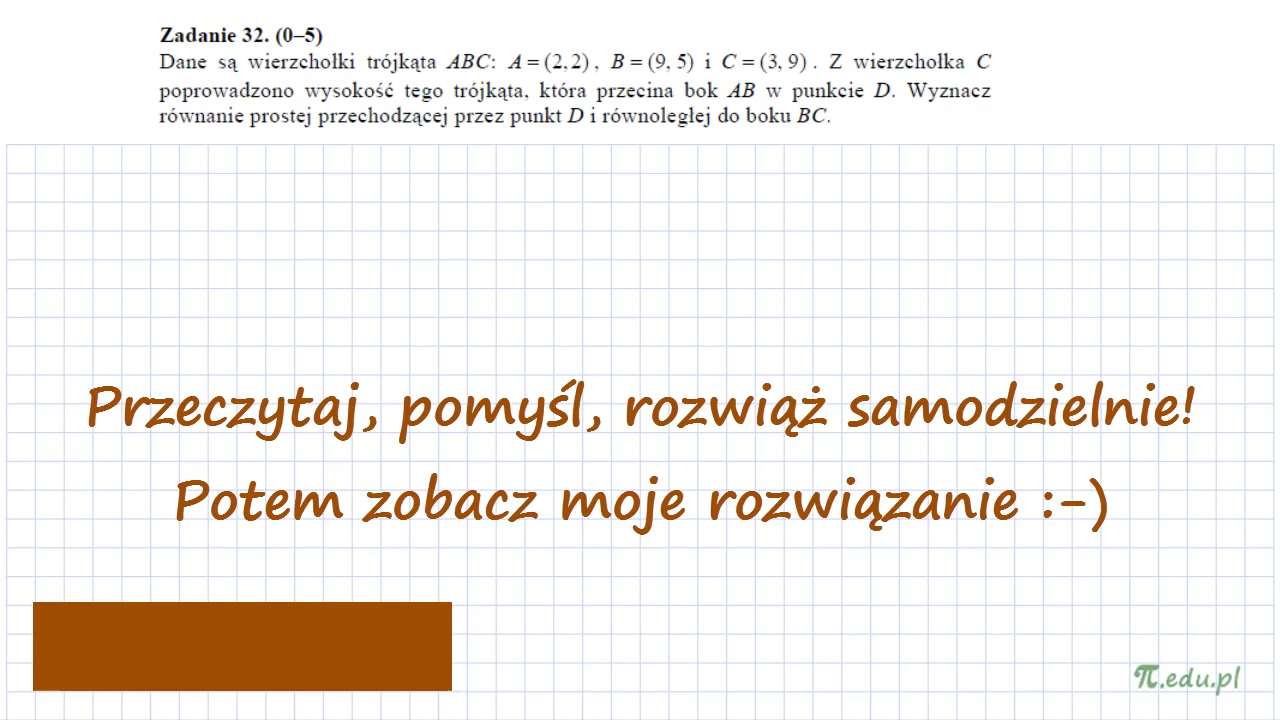 Zadanie 32. (0–5)
Dane są wierzchołki trójkąta ABC: A = (2, 2), B = (9, 5) i C = (3, 9). Z wierzchołka C
poprowadzono wysokość tego trójkąta, która przecina bok AB w punkcie D. Wyznacz
równanie prostej przechodzącej przez punkt D i równoległej do boku BC.
Przeczytaj, pomyśl, rozwiąż samodzielnie!
Potem zobacz moje rozwiązanie :-)
π.edu.pl